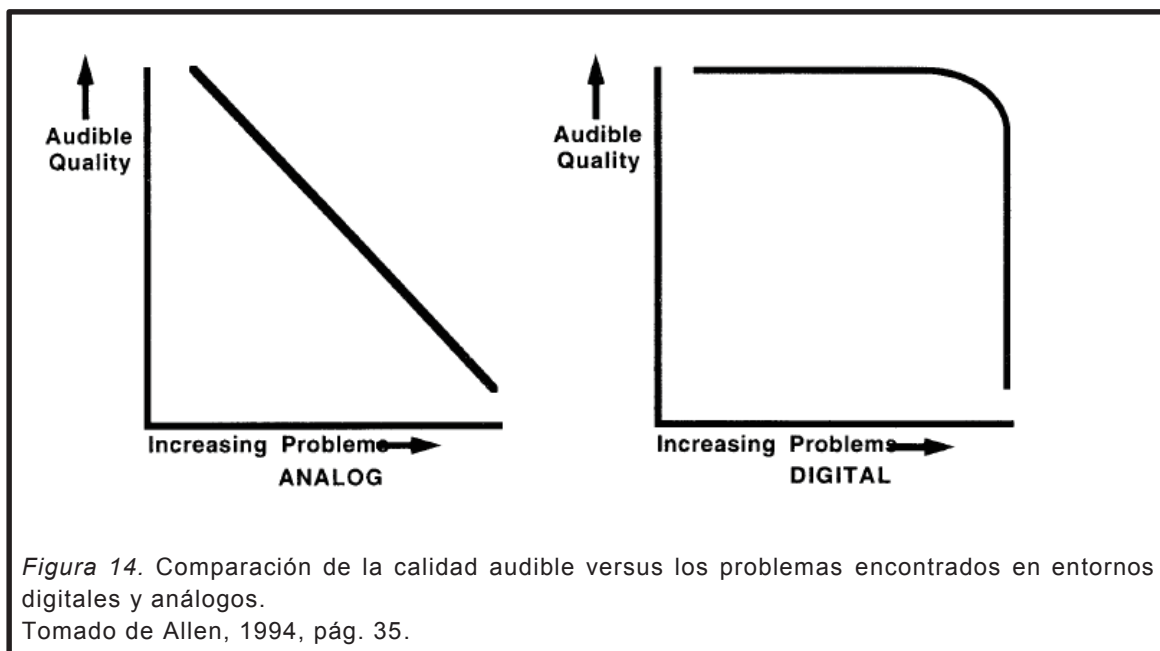 Audible
Quality
Increasing Problems
ANALOG
Audible
Quality
Increasing Problems
DIGITAL
Figura 14. Comparación de la calidad audible versus los problemas encontrados en entornos
digitales y análogos.
Tomado de Allen, 1994, pág. 35.